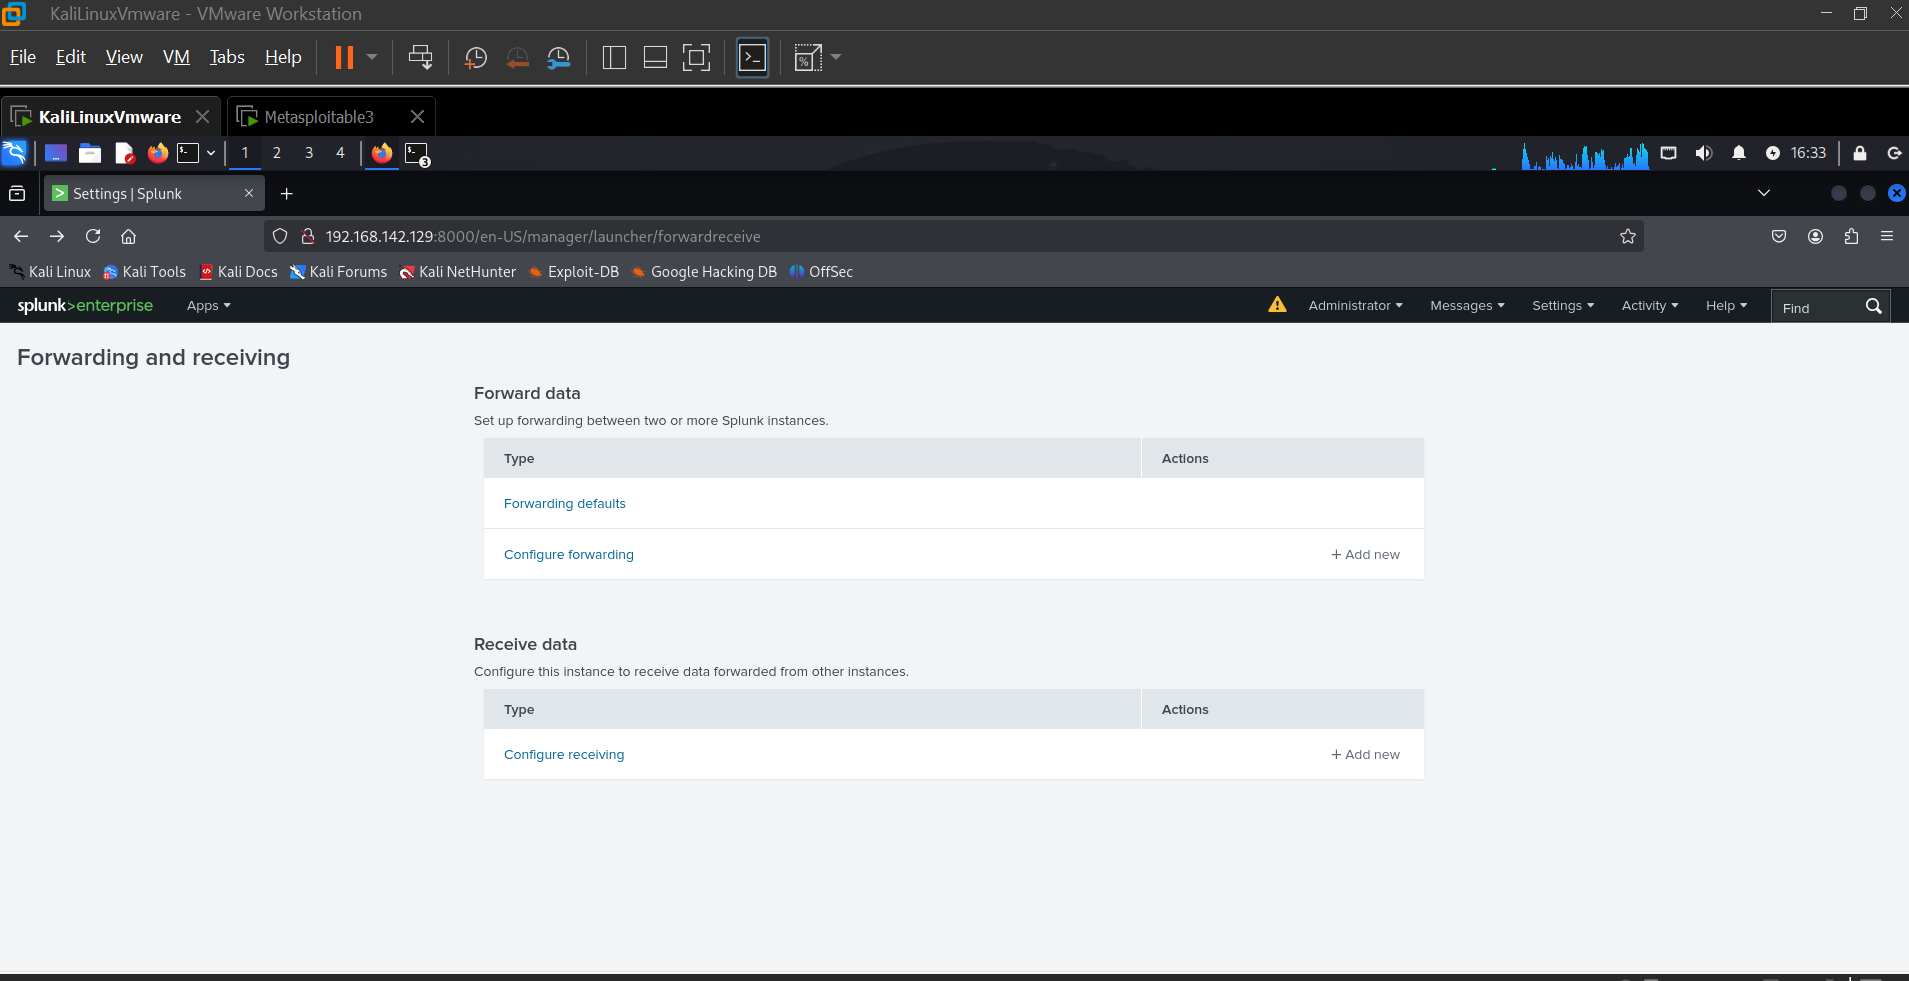 KaliLinuxVmware - VMware Workstation
File Edit View VM Tabs Help
KaliLinuxVmware Metasploitable3
1 2 3 4 3 16:33
Settings | Splunk
192.168.142.129:8000/en-US/manager/launcher/forwardreceive
Kali Linux Kali Tools Kali Docs Kali Forums Kali NetHunter Exploit-DB Google Hacking DB OffSec
splunk>enterprise Apps Administrator Messages Settings Activity Help Find
Forwarding and receiving
Forward data
Set up forwarding between two or more Splunk instances.
Type Actions
Forwarding defaults
Configure forwarding + Add new
Receive data
Configure this instance to receive data forwarded from other instances.
Type Actions
Configure receiving + Add new